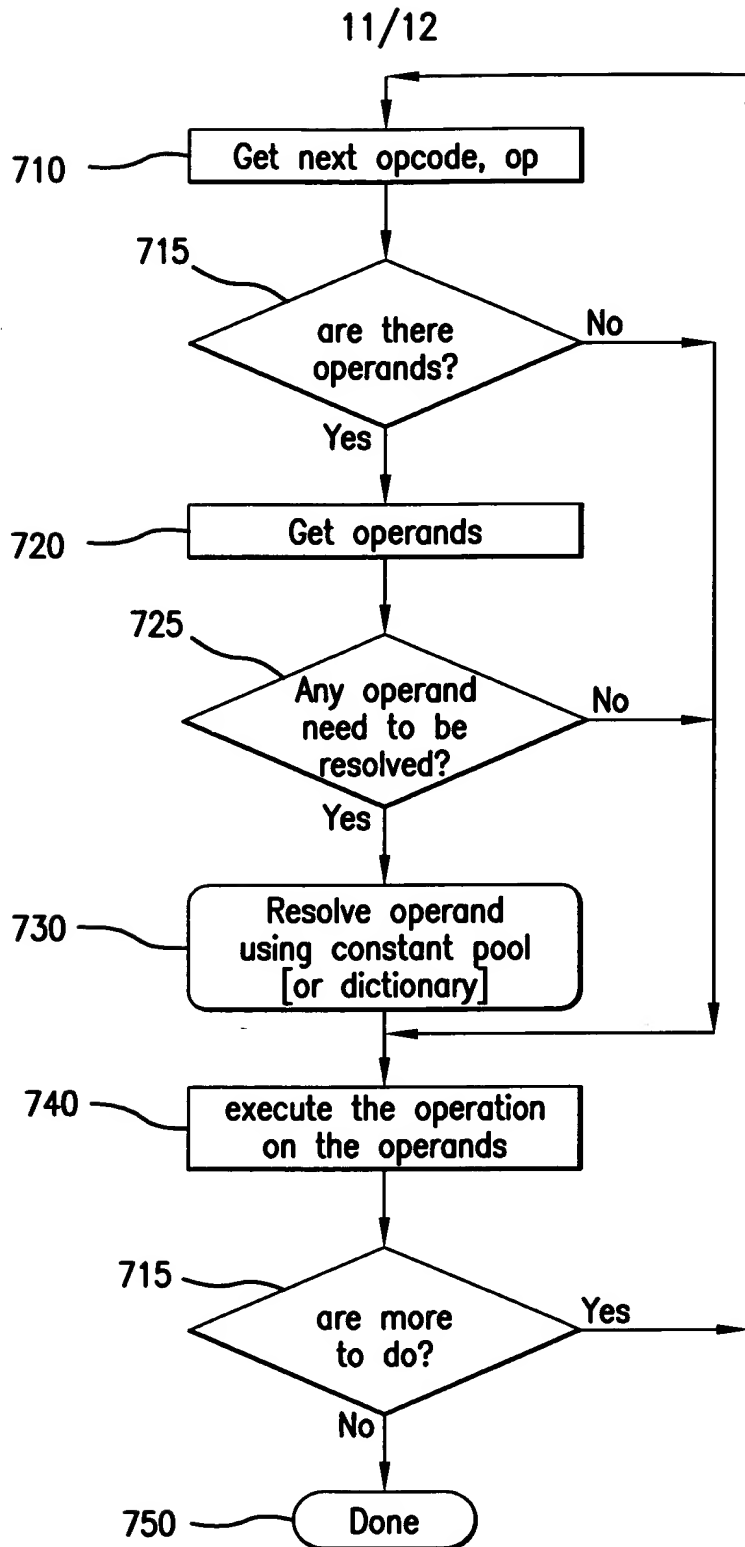 11/12
710
Get next opcode, op
715
are there
operands?
No
Yes
720
Get operands
725
Any operand
need to be
resolved?
No
Yes
730
Resolve operand
using constant pool
[or dictionary]
740
execute the operation
on the operands
715
are more
to do?
Yes
No
750
Done